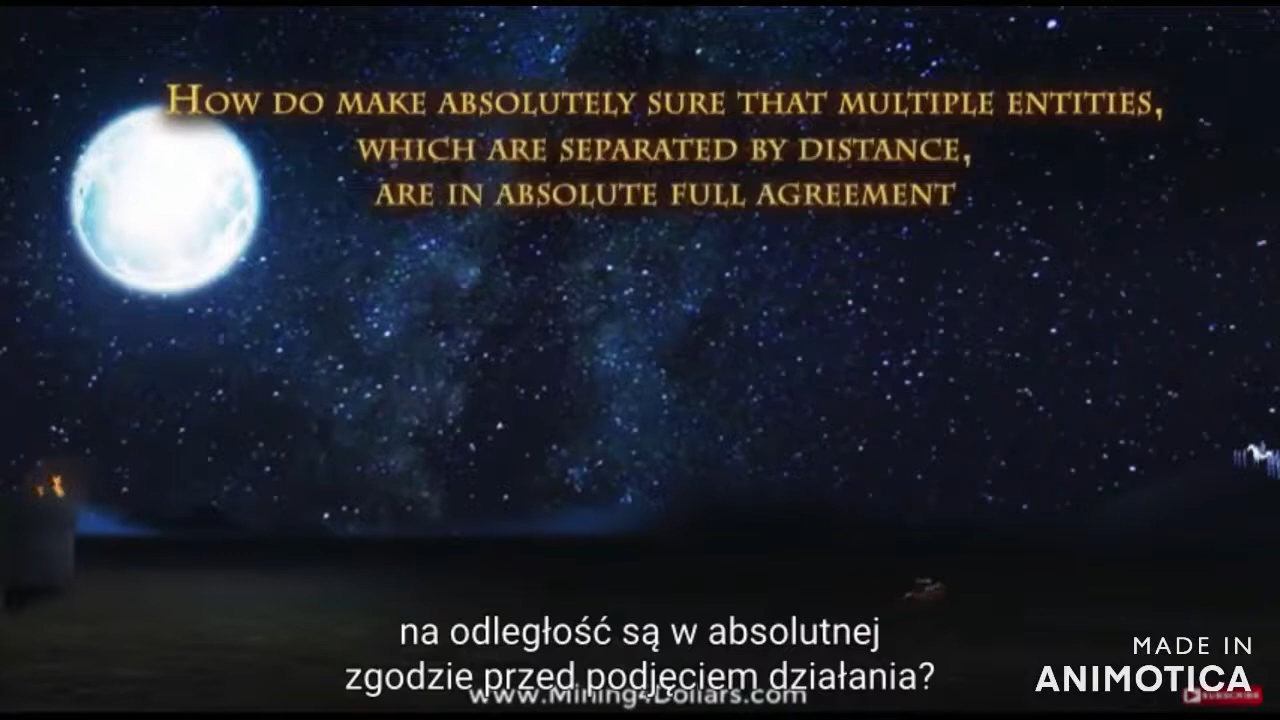 How do make absolutely sure that multiple entities,
which are separated by distance,
are in absolute full agreement
na odległość są w absolutnej
zgodzie przed podjęciem działania?
www.Mining4Dollars.com
MADE IN
ANIMOTICA
SUBSCRIBE